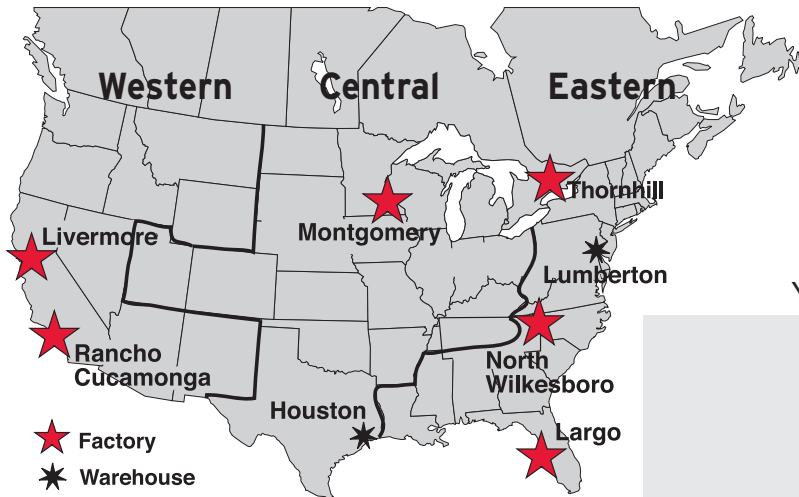 Western Central Eastern
Thornhill
Livermore
Montgomery
Lumberton
Rancho
Cucamonga
North
Wilkesboro
Houston
Largo
Factory
Warehouse